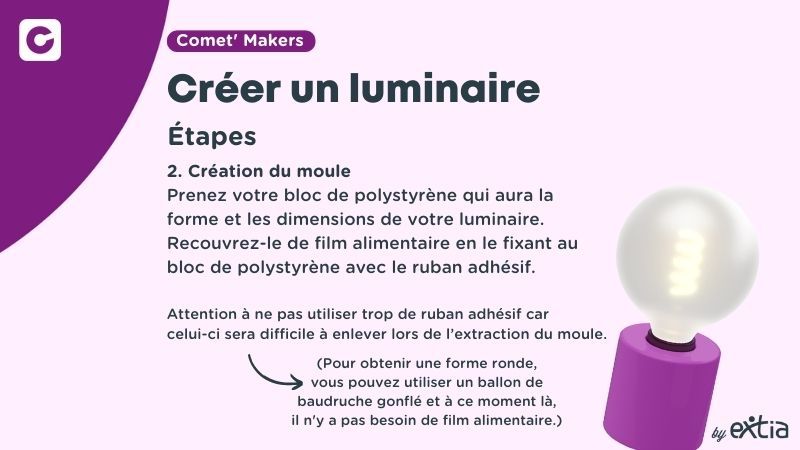 Comet' Makers
Créer un luminaire
Étapes
2. Création du moule
Prenez votre bloc de polystyrène qui aura la
forme et les dimensions de votre luminaire.
Recouvrez-le de film alimentaire en le fixant au
bloc de polystyrène avec le ruban adhésif.
Attention à ne pas utiliser trop de ruban adhésif car
celui-ci sera difficile à enlever lors de l'extraction du moule.
(Pour obtenir une forme ronde,
vous pouvez utiliser un ballon de
baudruche gonflé et à ce moment là,
il n'y a pas besoin de film alimentaire.)
by extia